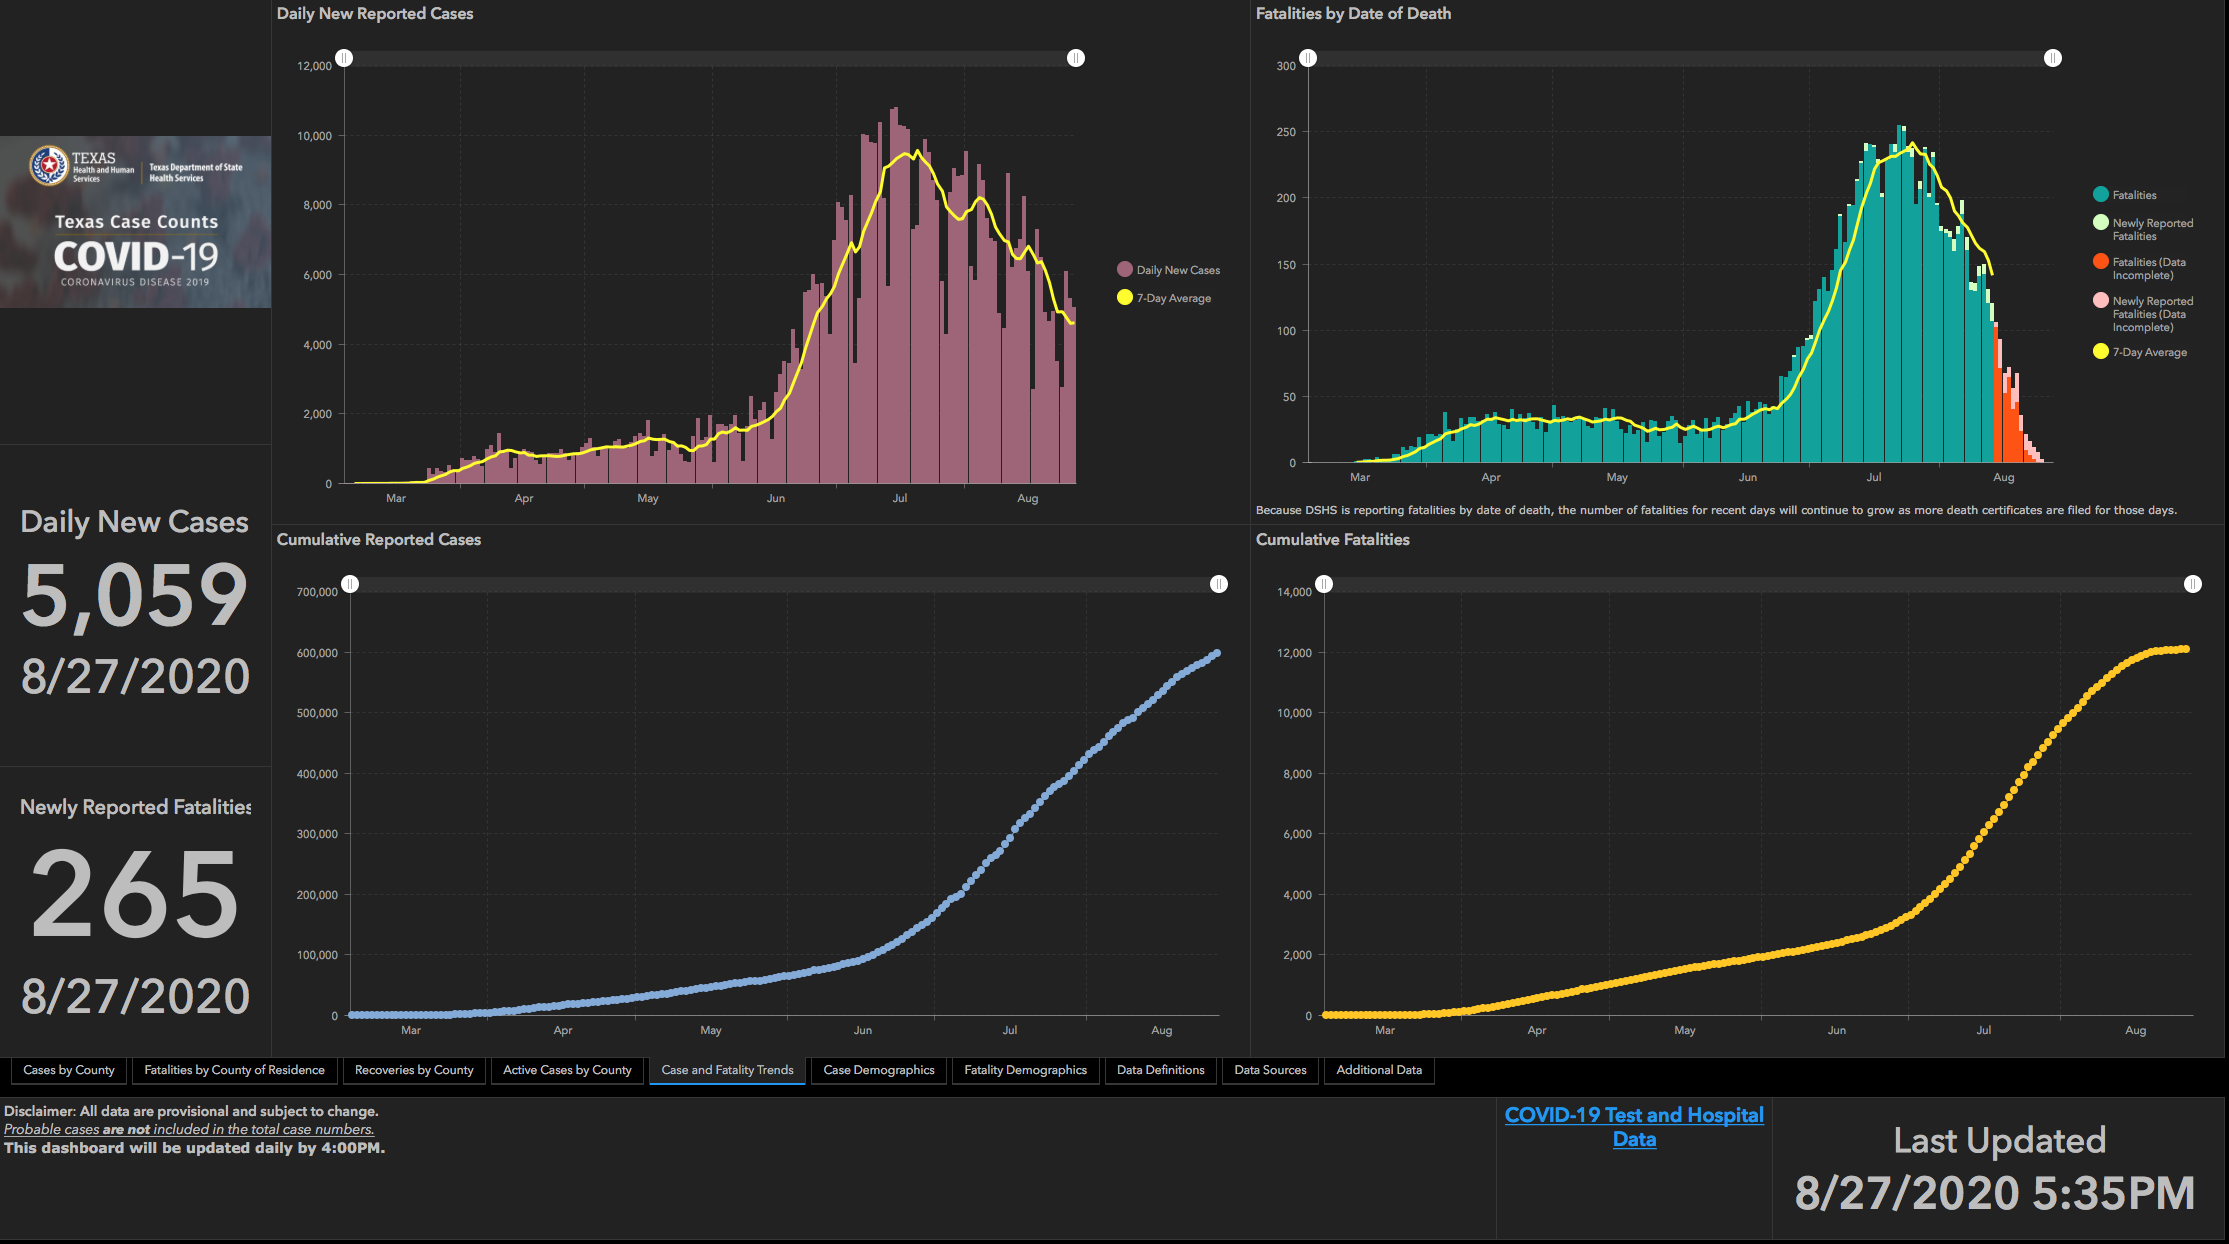 TEXAS
Health and Human
Services
Texas Department of State
Health Services
Texas Case Counts
COVID-19
CORONAVIRUS DISEASE 2019
Daily New Cases
5,059
8/27/2020
Newly Reported Fatalities
265
8/27/2020
Daily New Reported Cases
12,000
10,000
8,000
6,000
4,000
2,000
0
Mar Apr May Jun Jul Aug
Daily New Cases
7-Day Average
Fatalities by Date of Death
300
250
200
150
100
50
0
Mar Apr May Jun Jul Aug
Fatalities
Newly Reported
Fatalities
Fatalities (Data
Incomplete)
Newly Reported
Fatalities (Data
Incomplete)
7-Day Average
Because DSHS is reporting fatalities by date of death, the number of fatalities for recent days will continue to grow as more death certificates are filed for those days.
Cumulative Reported Cases
700,000
600,000
500,000
400,000
300,000
200,000
100,000
0
Mar Apr May Jun Jul Aug
Cumulative Fatalities
14,000
12,000
10,000
8,000
6,000
4,000
2,000
0
Mar Apr May Jun Jul Aug
Cases by County Fatalities by County of Residence Recoveries by County Active Cases by County Case and Fatality Trends Case Demographics Fatality Demographics Data Definitions Data Sources Additional Data
Disclaimer: All data are provisional and subject to change.
Probable cases are not included in the total case numbers.
This dashboard will be updated daily by 4:00PM.
COVID-19 Test and Hospital
Data
Last Updated
8/27/2020 5:35PM